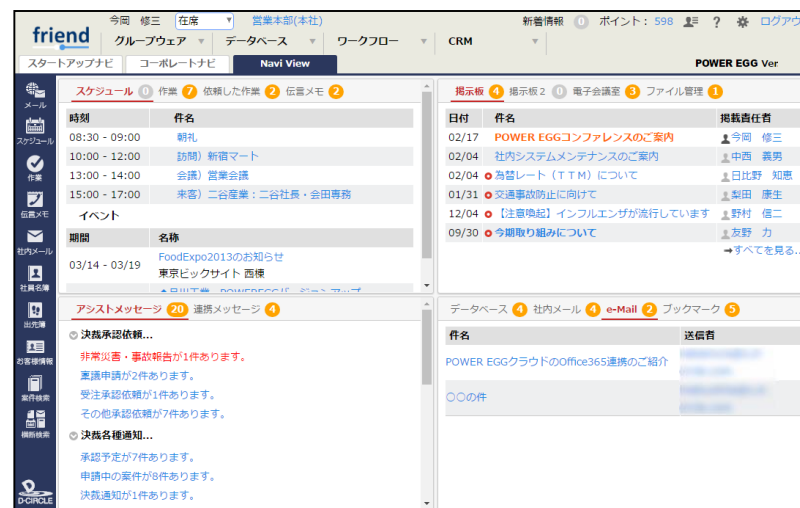 friend
今岡 修三 在席 営業本部(本社)
新着情報 0 ポイント: 598 ? ログアウ
グループウェア データベース ワークフロー CRM
スタートアップナビ コーポレートナビ Navi View POWER EGG Ver
メール
スケジュール
作業
伝言メモ
社内メール
社員名簿
出先簿
お客様情報
案件検索
横断検索
D-CIRCLE
スケジュール 0 作業 7 依頼した作業 2 伝言メモ 2
時刻 件名
08:30 - 09:00 朝礼
10:00 - 12:00 訪問）新宿マート
13:00 - 14:00 会議）営業会議
15:00 - 17:00 来客）二谷産業：二谷社長・会田専務
イベント
期間 名称
03/14 - 03/19 FoodExpo2013のお知らせ
東京ビックサイト 西棟
掲示板 4 掲示板２ 0 電子会議室 3 ファイル管理 1
日付 件名 掲載責任者
02/17 POWER EGGコンファレンスのご案内 今岡 修三
02/04 社内システムメンテナンスのご案内 中西 義男
02/04 為替レート（ＴＴＭ）について 日比野 知恵
01/31 交通事故防止に向けて 梨田 康生
12/04 【注意喚起】インフルエンザが流行しています 野村 信二
09/30 今期取り組みについて 友野 力
→すべてを見る...
アシストメッセージ 20 連携メッセージ 4
決裁承認依頼...
非常災害・事故報告が1件あります。
稟議申請が2件あります。
受注承認依頼が1件あります。
その他承認依頼が7件あります。
決裁各種通知...
承認予定が7件あります。
申請中の案件が8件あります。
決裁通知が1件あります。
データベース 4 社内メール 4 e-Mail 2 ブックマーク 5
件名 送信者
POWER EGGクラウドのOffice365連携のご紹介
○○の件